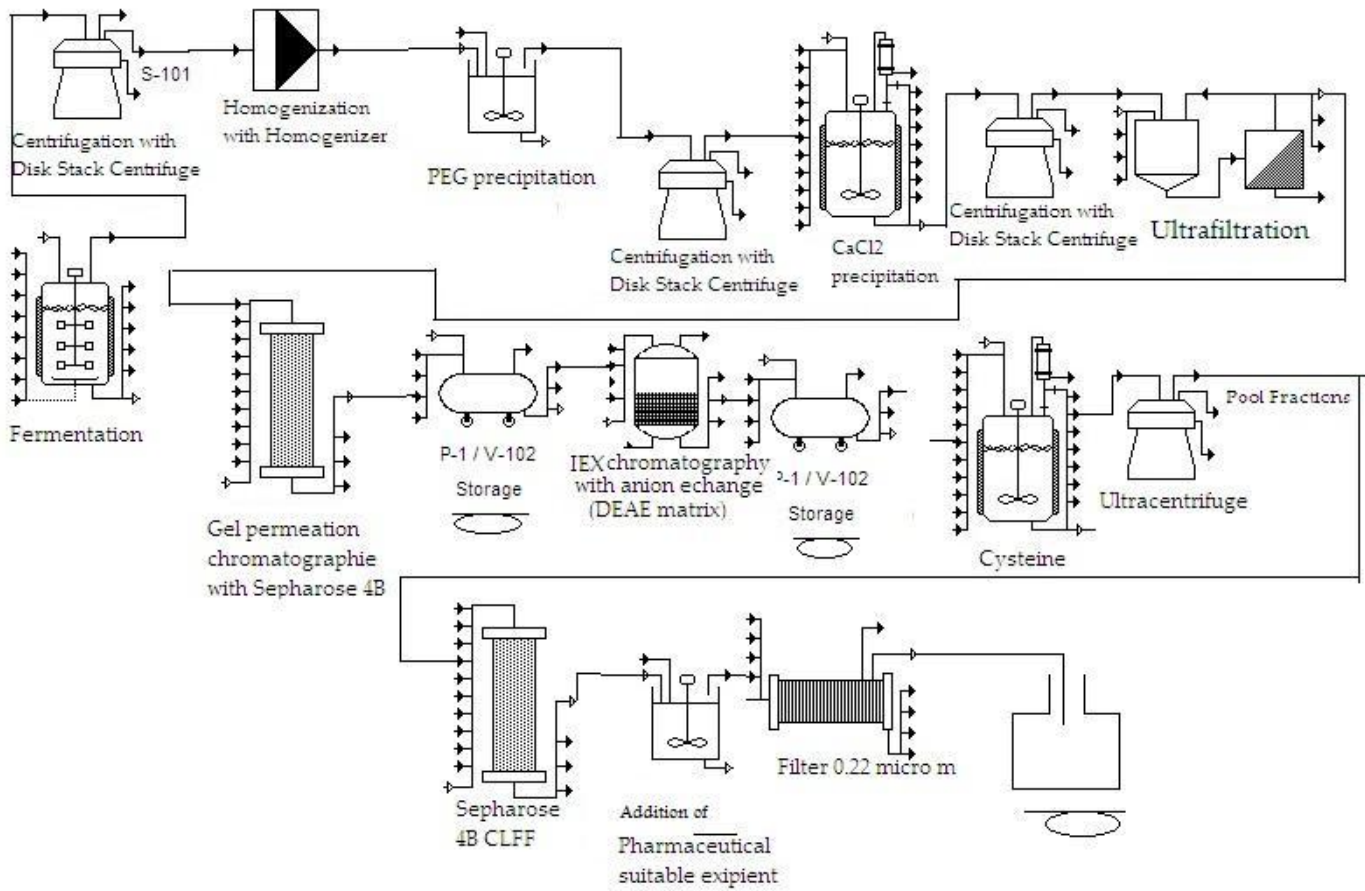 S-101
Homogenization
with Homogenizer
Centrifugation with
Disk Stack Centrifuge
PEG precipitation
Centrifugation with
Disk Stack Centrifuge
CaCl2
precipitation
Centrifugation with
Disk Stack Centrifuge
Ultrafiltration
Fermentation
Gel permeation
chromatographie
with Sepharose 4B
P-1 / V-102
Storage
IEX chromatography
with anion echange
(DEAE matrix)
P-1 / V-102
Storage
Cysteine
Ultracentrifuge
Pool Fractions
Sepharose
4B CLFF
Addition of
Pharmaceutical
suitable exipient
Filter 0.22 micro m